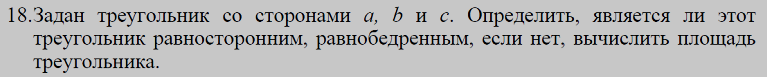 18.Задан треугольник со сторонами a, b и c. Определить, является ли этот
треугольник равносторонним, равнобедренным, если нет, вычислить площадь
треугольника.